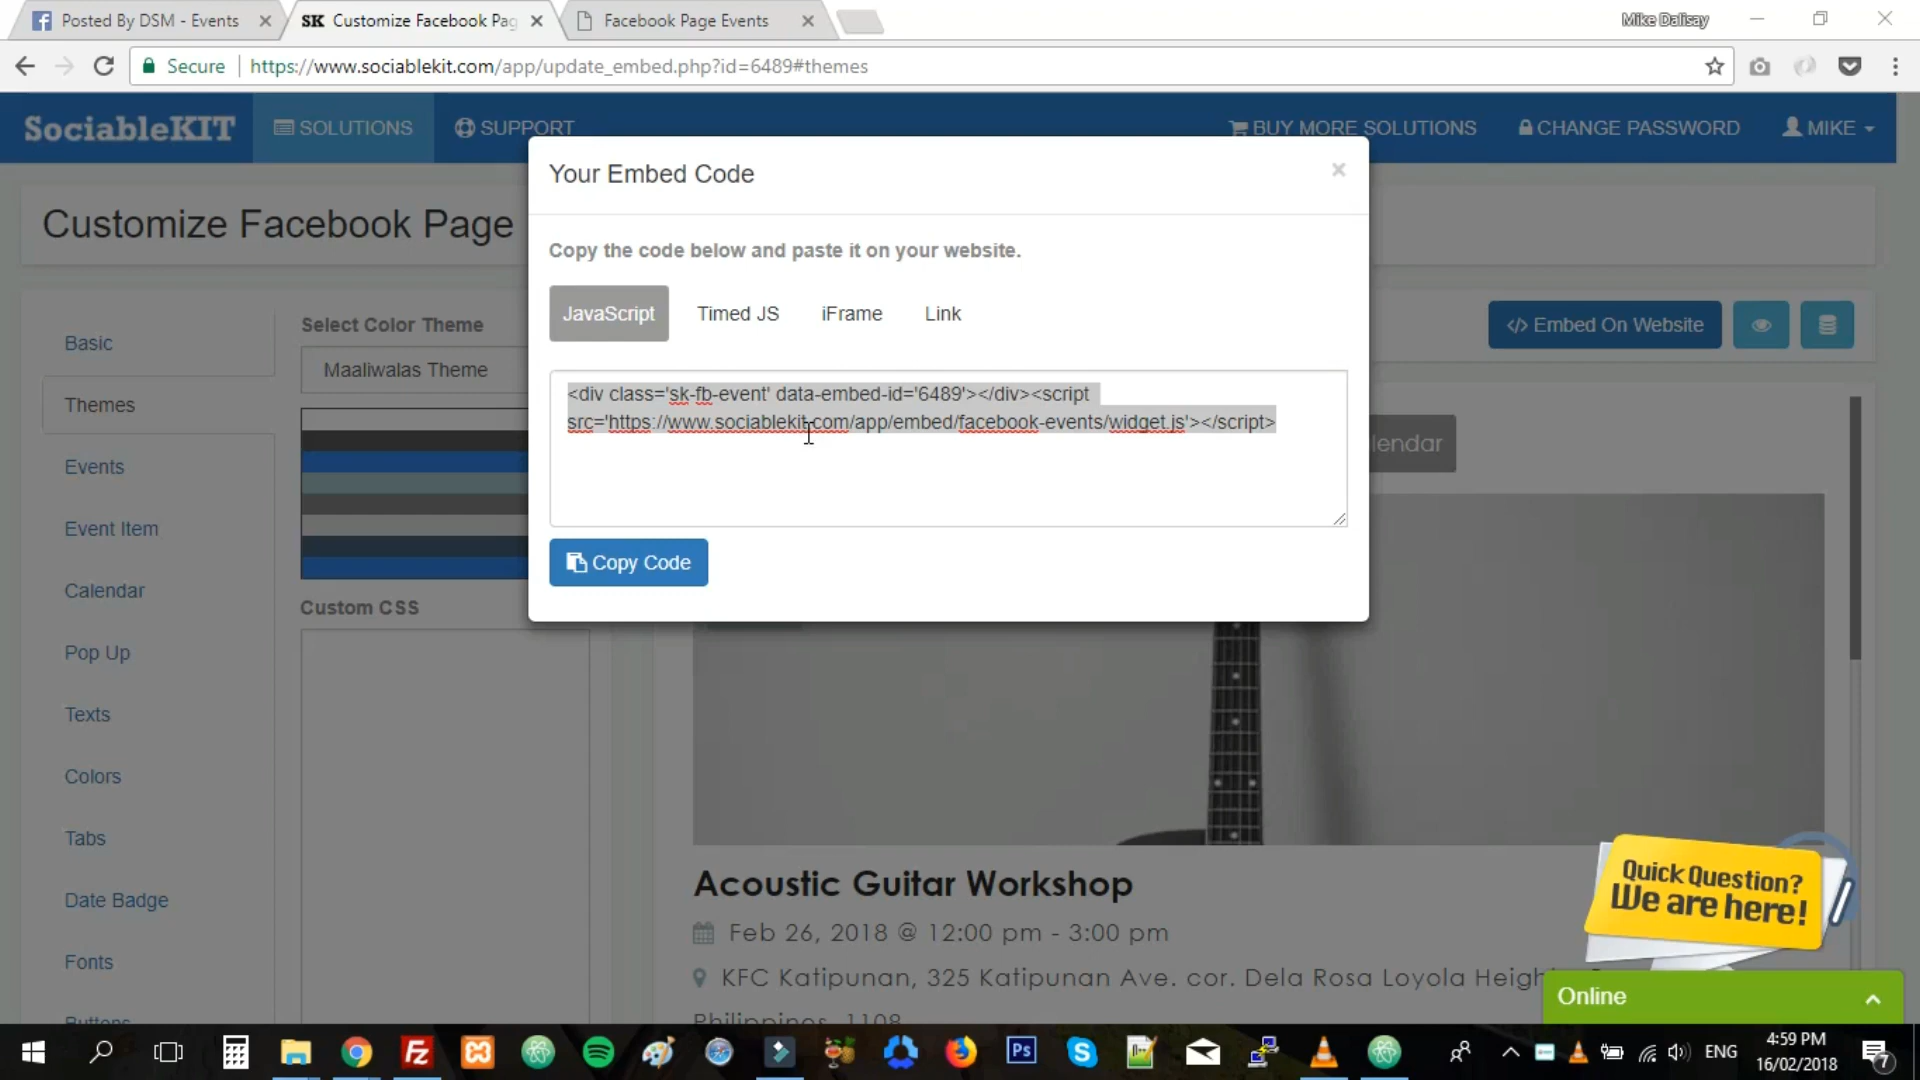 Posted By DSM - Events
SK Customize Facebook Pag
Facebook Page Events
Mike Dalisay
Secure
https://www.sociablekit.com/app/update_embed.php?id=6489#themes
SociableKIT
SOLUTIONS
SUPPORT
BUY MORE SOLUTIONS
CHANGE PASSWORD
MIKE
Customize Facebook Page
Basic
Themes
Events
Event Item
Calendar
Pop Up
Texts
Colors
Tabs
Date Badge
Fonts
Buttons
Select Color Theme
Maaliwalas Theme
Custom CSS
Your Embed Code
×
Copy the code below and paste it on your website.
JavaScript
Timed JS
iFrame
Link
<div class='sk-fb-event' data-embed-id='6489'></div><script
src='https://www.sociablekit.com/app/embed/facebook-events/widget.js'></script>
Copy Code
</> Embed On Website
lendar
Acoustic Guitar Workshop
Feb 26, 2018 @ 12:00 pm - 3:00 pm
KFC Katipunan, 325 Katipunan Ave. cor. Dela Rosa Loyola Heigh
Philippines, 1108
Quick Question?
We are here!
Online
Fz
Ps
ENG
4:59 PM
16/02/2018
7